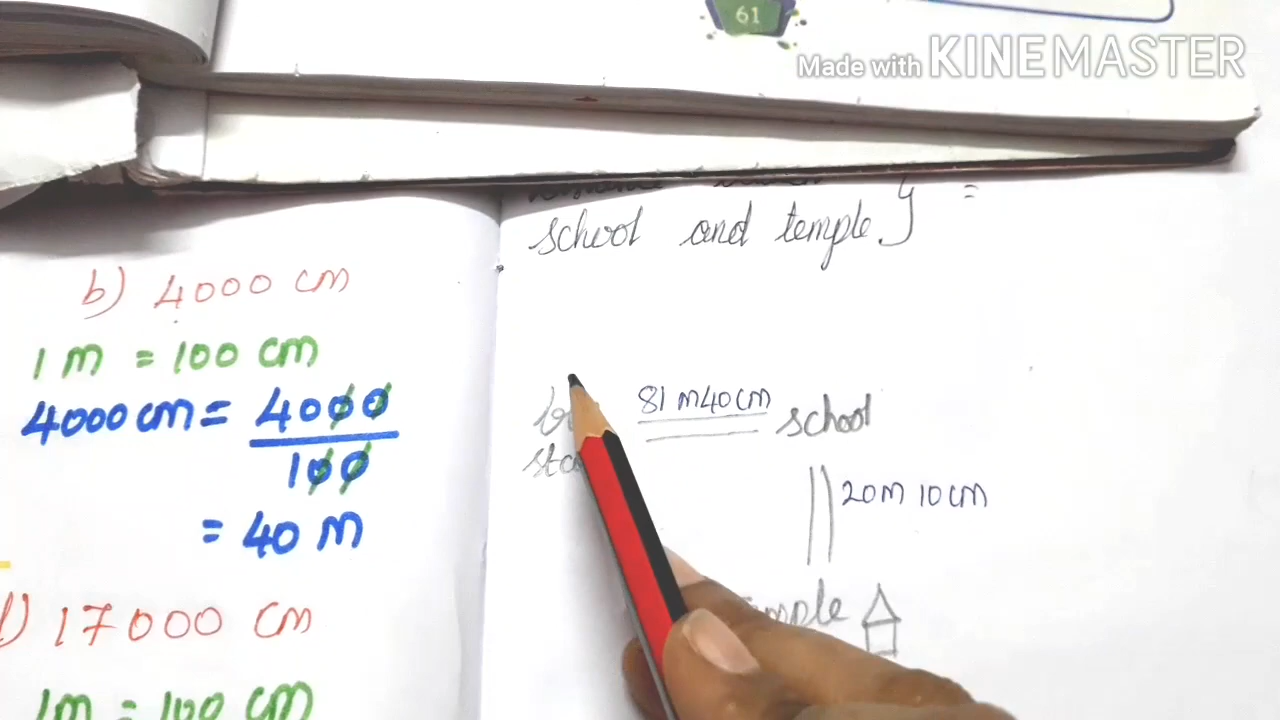 61
Made with KINEMASTER
b) 4000 cm
1 m = 100 cm
4000 cm = 4000
100
= 40 m
17000 cm
1m = 100 cm
school and temple } =
81 m 40 cm school
20m 10 cm